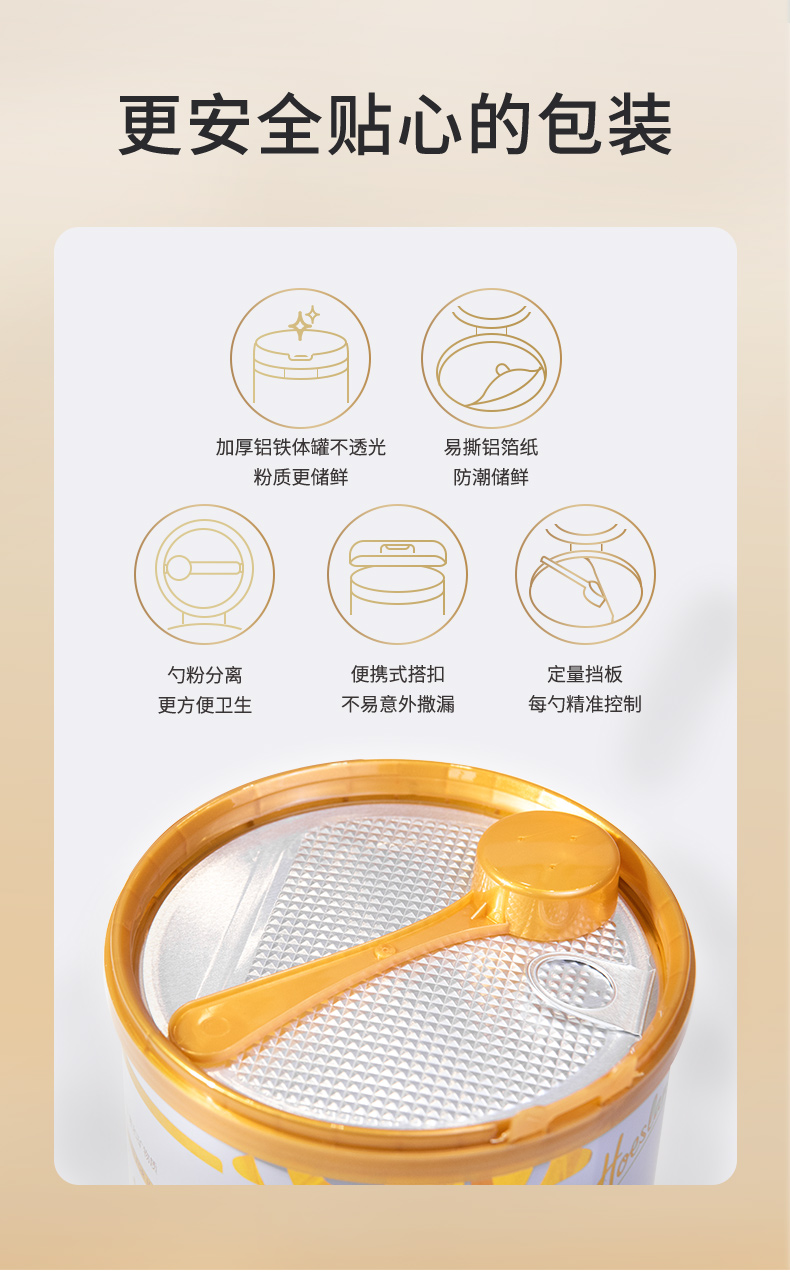 更安全贴心的包装
加厚铝铁体罐不透光
粉质更储鲜
易撕铝箔纸
防潮储鲜
勺粉分离
更方便卫生
便携式搭扣
不易意外撒漏
定量挡板
每勺精准控制